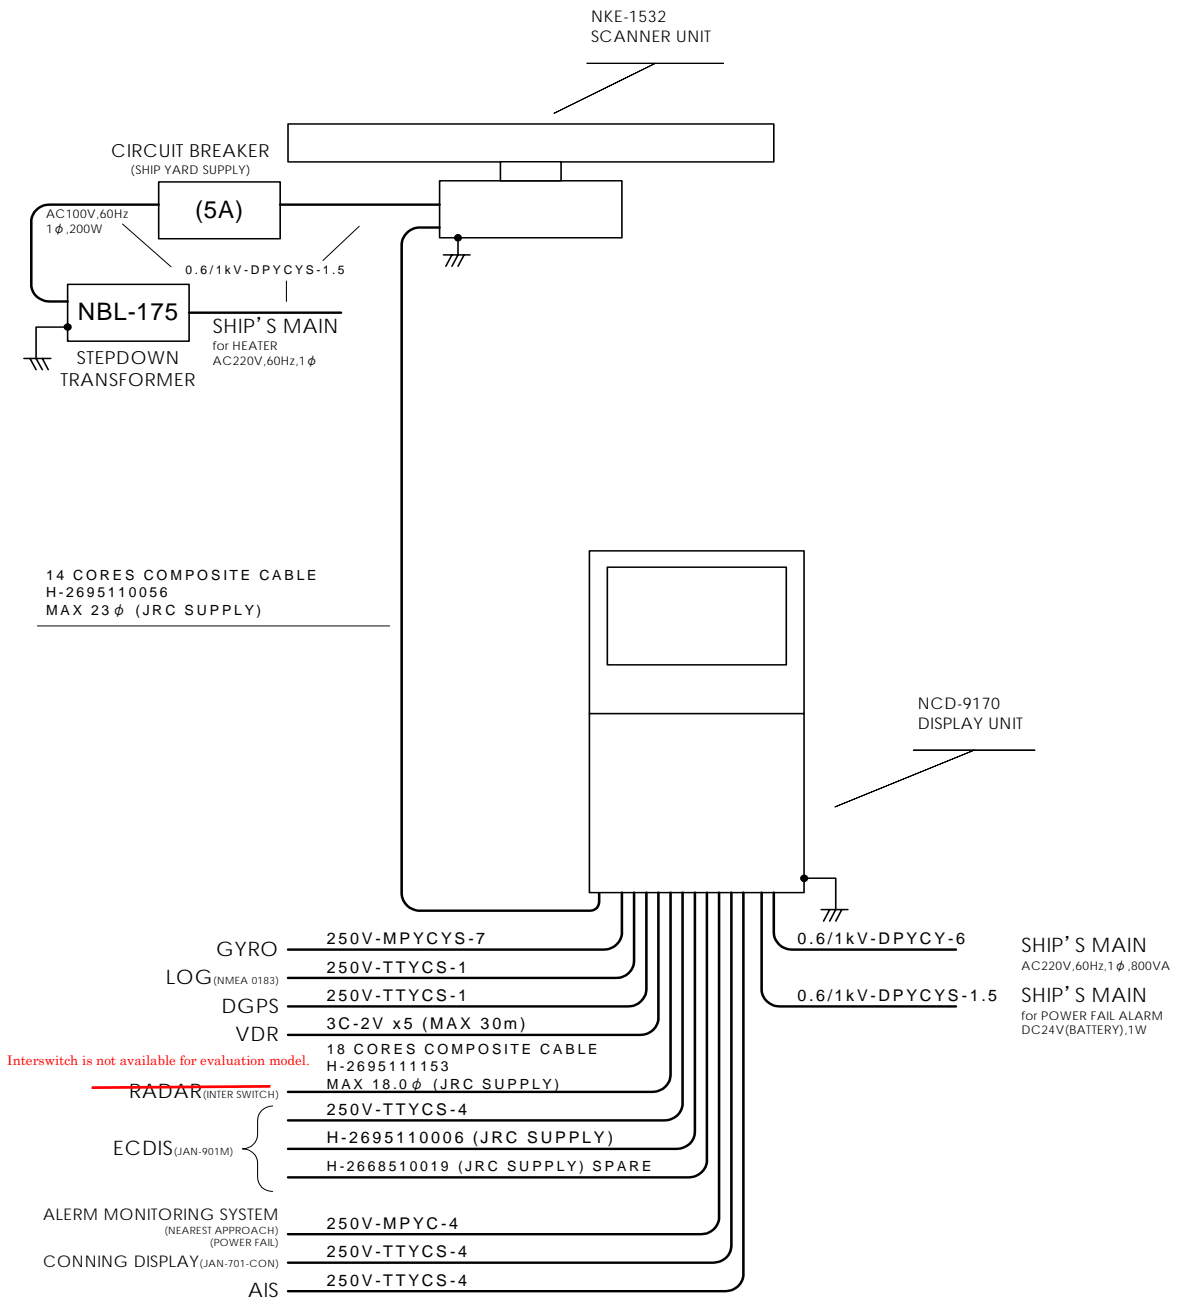 NKE-1532
SCANNER UNIT
CIRCUIT BREAKER
(SHIP YARD SUPPLY)
(5A)
AC100V,60Hz
1ϕ,200W
0.6/1kV-DPYCYS-1.5
NBL-175
SHIP'S MAIN
for HEATER
AC220V,60Hz,1ϕ
STEPDOWN
TRANSFORMER
14 CORES COMPOSITE CABLE
H-2695110056
MAX 23ϕ (JRC SUPPLY)
NCD-9170
DISPLAY UNIT
GYRO 250V-MPYCYS-7
LOG(NMEA 0183) 250V-TTYCS-1
DGPS 250V-TTYCS-1
VDR 3C-2V x5 (MAX 30m)
Interswitch is not available for evaluation model.
18 CORES COMPOSITE CABLE
H-2695111153
RADAR(INTER SWITCH) MAX 18.0ϕ (JRC SUPPLY)
250V-TTYCS-4
ECDIS(JAN-901M) H-2695110006 (JRC SUPPLY)
H-2668510019 (JRC SUPPLY) SPARE
ALERM MONITORING SYSTEM
(NEAREST APPROACH)
(POWER FAIL)
250V-MPYC-4
CONNING DISPLAY(JAN-701-CON) 250V-TTYCS-4
AIS 250V-TTYCS-4
0.6/1kV-DPYCY-6 SHIP'S MAIN
AC220V,60Hz,1ϕ,800VA
0.6/1kV-DPYCYS-1.5 SHIP'S MAIN
for POWER FAIL ALARM
DC24V(BATTERY),1W